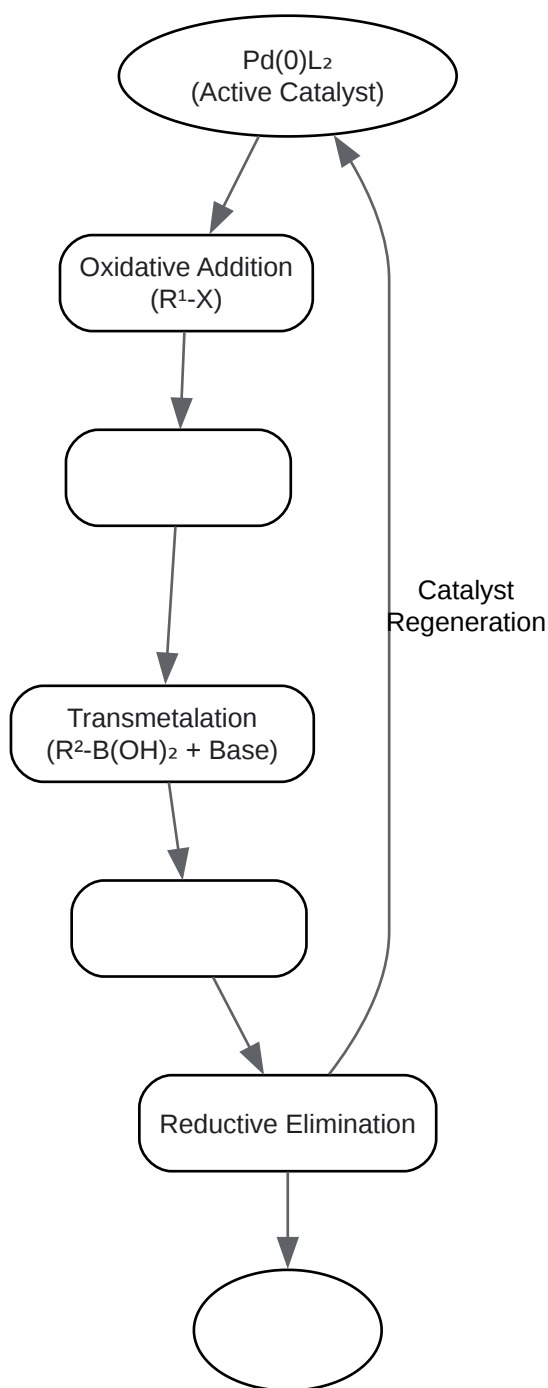 Pd(0)L₂
(Active Catalyst)
Oxidative Addition
(R¹-X)
Catalyst
Regeneration
Transmetalation
(R²-B(OH)₂ + Base)
Reductive Elimination